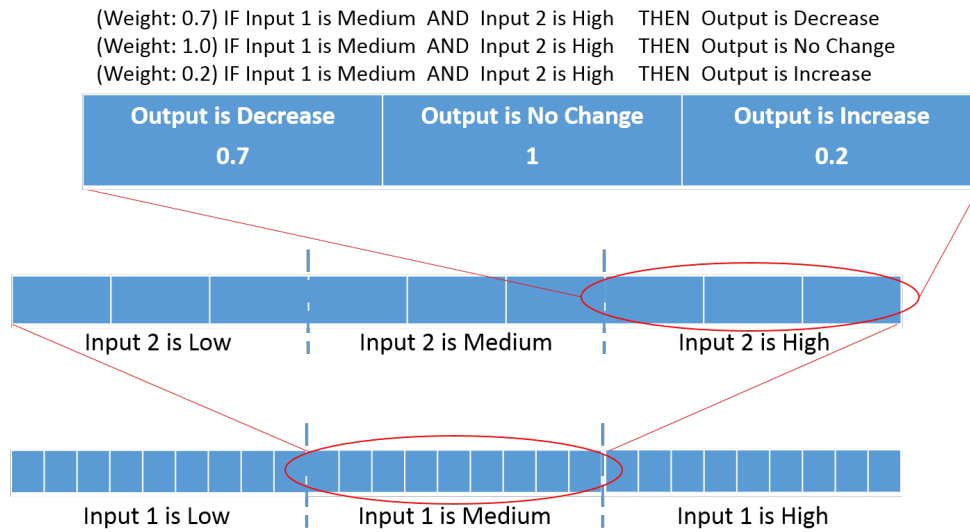 (Weight: 0.7) IF Input 1 is Medium AND Input 2 is High THEN Output is Decrease
(Weight: 1.0) IF Input 1 is Medium AND Input 2 is High THEN Output is No Change
(Weight: 0.2) IF Input 1 is Medium AND Input 2 is High THEN Output is Increase
Output is Decrease Output is No Change Output is Increase
0.7 1 0.2
Input 2 is Low Input 2 is Medium Input 2 is High
Input 1 is Low Input 1 is Medium Input 1 is High